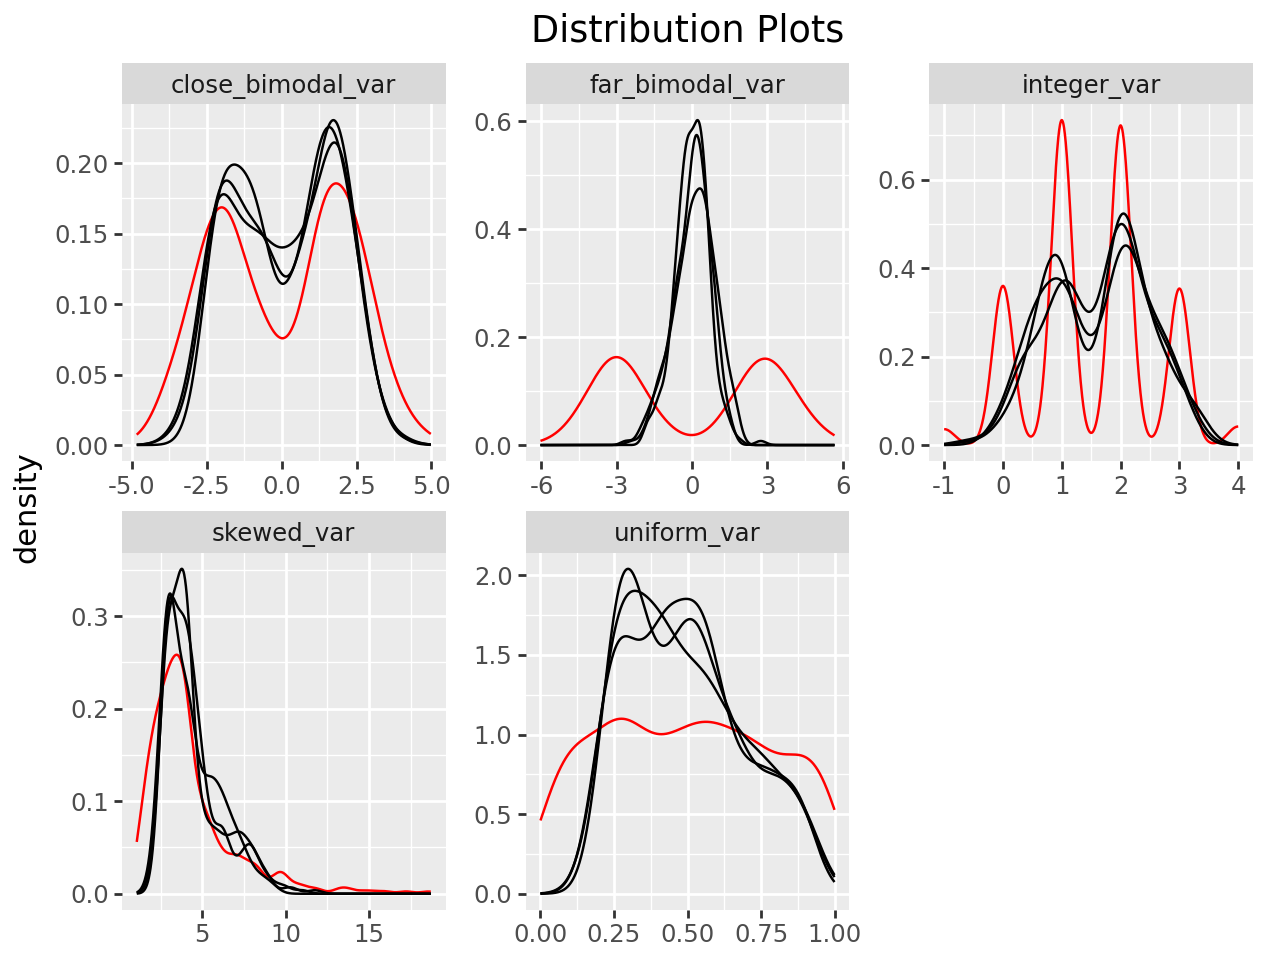 Distribution Plots
close_bimodal_var
far_bimodal_var
integer_var
0.20
0.15
0.10
0.05
0.00
-5.0 -2.5 0.0 2.5 5.0
0.6
0.4
0.2
0.0
-6 -3 0 3 6
0.6
0.4
0.2
0.0
-1 0 1 2 3 4
density
skewed_var
uniform_var
0.3
0.2
0.1
0.0
5 10 15
2.0
1.5
1.0
0.5
0.0
0.00 0.25 0.50 0.75 1.00